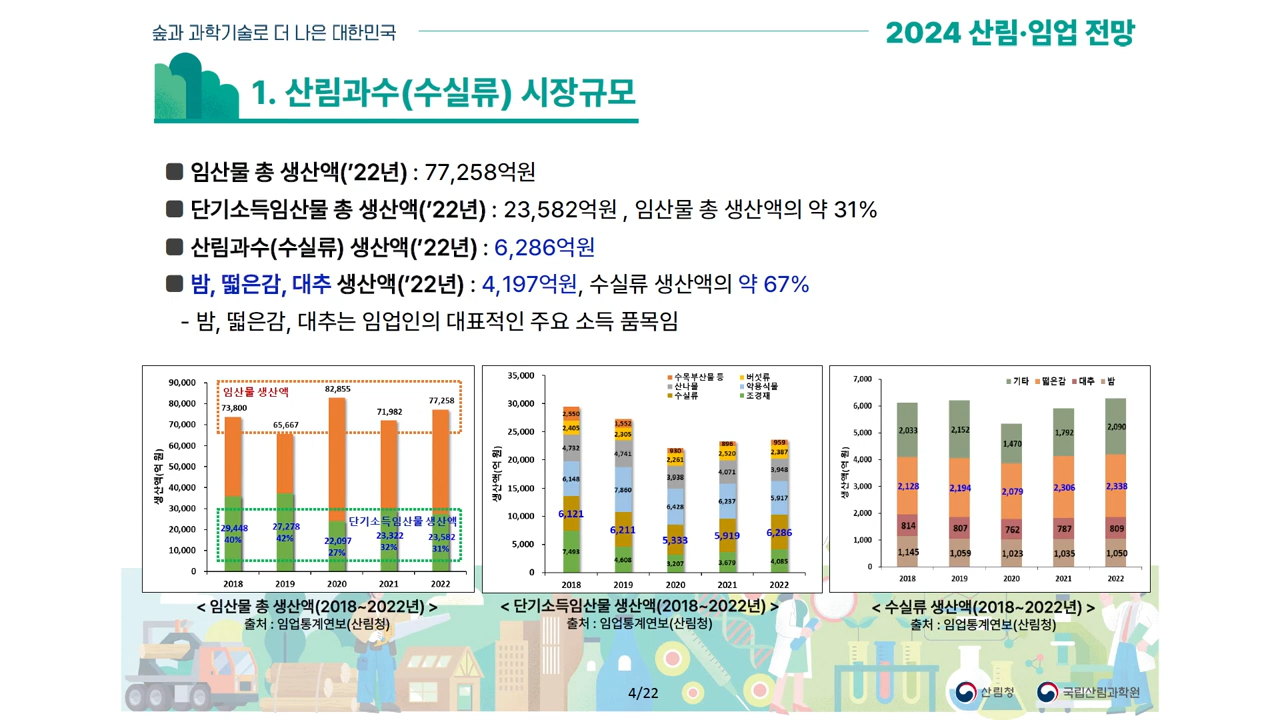 숲과 과학기술로 더 나은 대한민국
2024 산림·임업 전망
1. 산림과수(수실류) 시장규모
임산물 총 생산액('22년) : 77,258억원
단기소득임산물 총 생산액('22년) : 23,582억원 , 임산물 총 생산액의 약 31%
산림과수(수실류) 생산액('22년) : 6,286억원
밤, 떫은감, 대추 생산액('22년) : 4,197억원, 수실류 생산액의 약 67%
- 밤, 떫은감, 대추는 임업인의 대표적인 주요 소득 품목임
생산액(억 원)
90,000
80,000
70,000
60,000
50,000
40,000
30,000
20,000
10,000
0
임산물 생산액
73,800
65,667
82,855
71,982
77,258
단기소득임산물 생산액
29,448
40%
27,278
42%
22,097
27%
23,322
32%
23,582
31%
2018 2019 2020 2021 2022
< 임산물 총 생산액(2018~2022년) >
출처 : 임업통계연보(산림청)
생산액(억 원)
35,000
30,000
25,000
20,000
15,000
10,000
5,000
0
수목부산물 등 버섯류
산나물 약용식물
수실류 조경재
2,550 1,552 930 896 959
2,405 2,305 2,261 2,520 2,387
4,732 4,741 3,938 4,071 3,948
6,148 7,860 6,428 6,237 5,917
6,121 6,211 5,333 5,919 6,286
7,493 4,608 3,207 3,679 4,085
2018 2019 2020 2021 2022
< 단기소득임산물 생산액(2018~2022년) >
출처 : 임업통계연보(산림청)
생산액(억 원)
7,000
6,000
5,000
4,000
3,000
2,000
1,000
0
기타 떫은감 대추 밤
2,033 2,152 1,470 1,792 2,090
2,128 2,194 2,079 2,306 2,338
814 807 762 787 809
1,145 1,059 1,023 1,035 1,050
2018 2019 2020 2021 2022
< 수실류 생산액(2018~2022년) >
출처 : 임업통계연보(산림청)
4/22
산림청
국립산림과학원